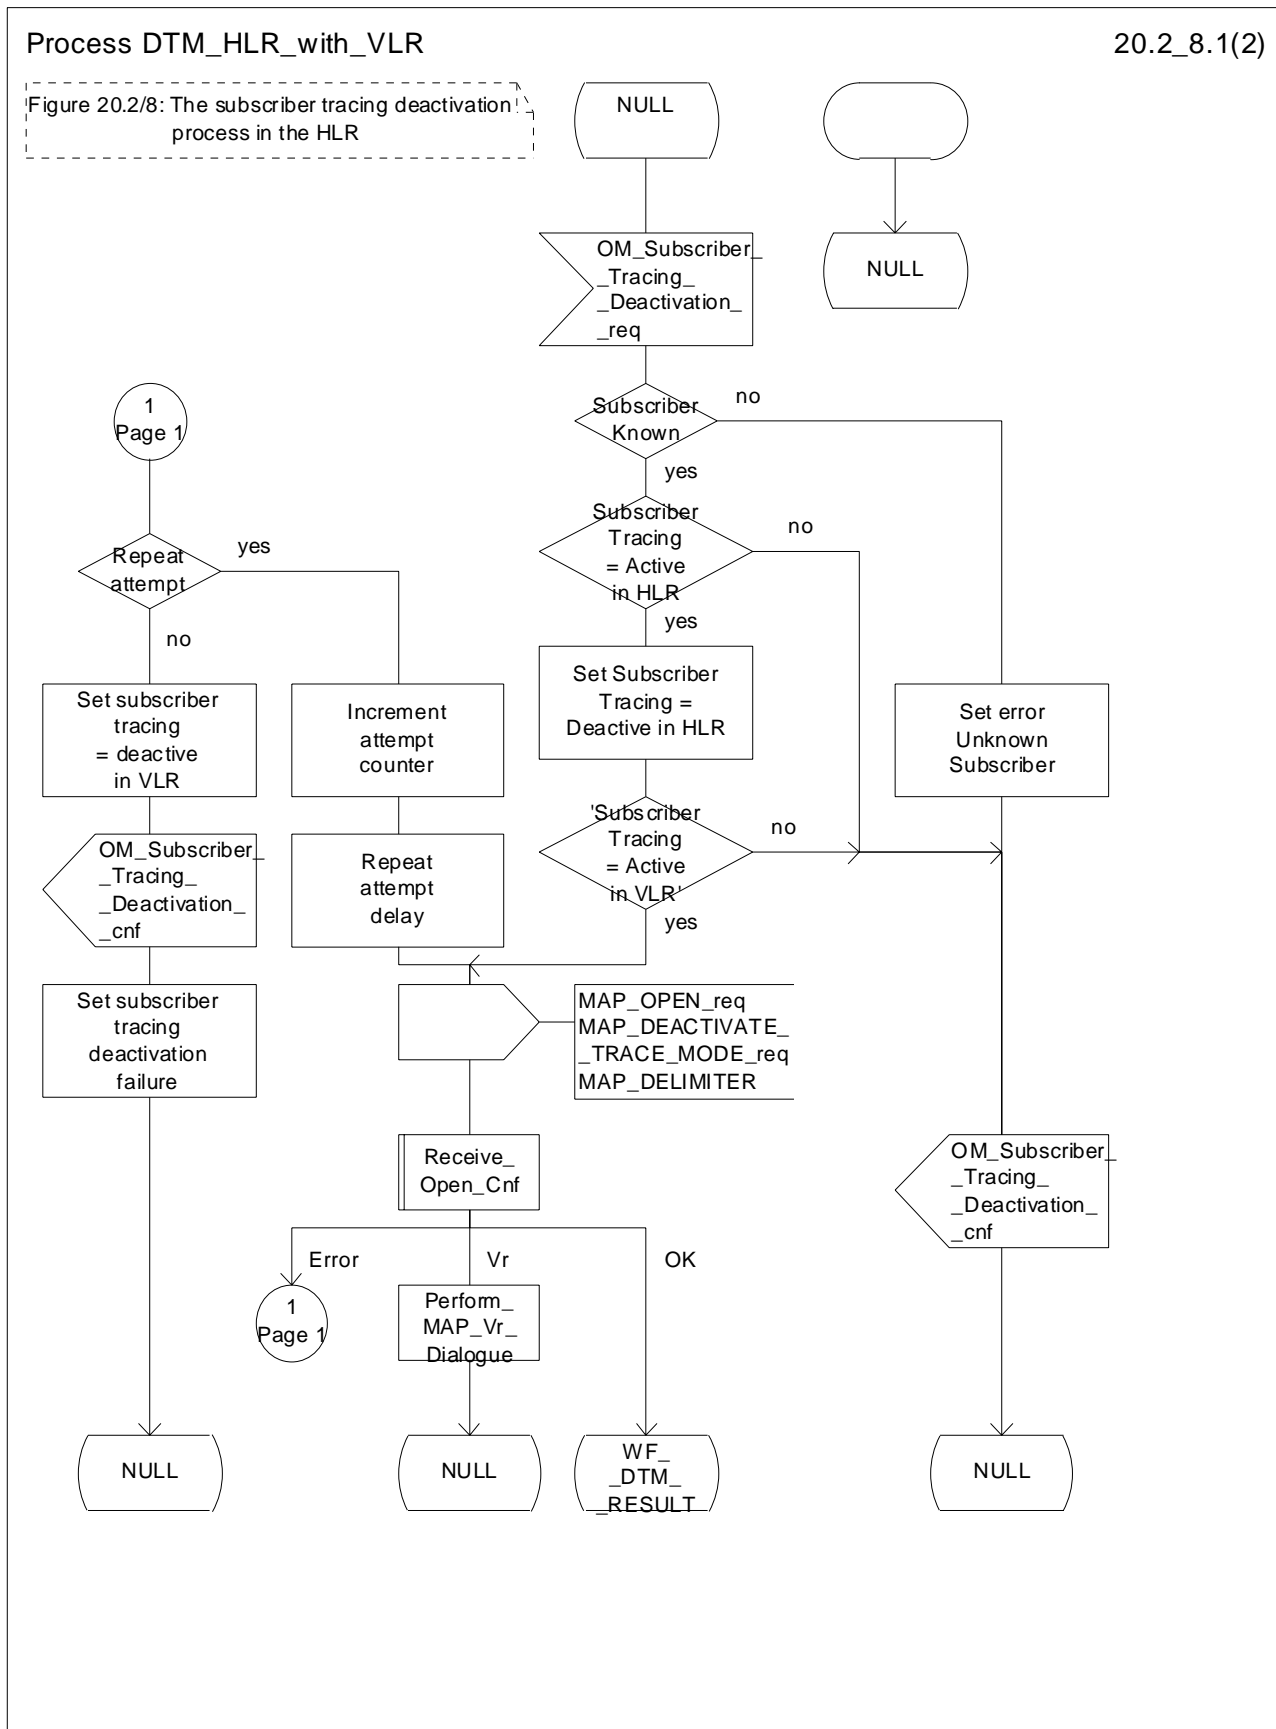 Process DTM_HLR_with_VLR
20.2_8.1(2)
Figure 20.2/8: The subscriber tracing deactivation
process in the HLR
NULL
NULL
OM_Subscriber_
_Tracing_
_Deactivation_
_req
Subscriber
Known
no
yes
1
Page 1
Subscriber
Tracing
= Active
in HLR
no
yes
Repeat
attempt
yes
no
Set subscriber
tracing
= deactive
in VLR
Increment
attempt
counter
Set Subscriber
Tracing =
Deactive in HLR
Set error
Unknown
Subscriber
'Subscriber
Tracing
= Active
in VLR'
no
yes
OM_Subscriber_
_Tracing_
_Deactivation_
_cnf
Repeat
attempt
delay
Set subscriber
tracing
deactivation
failure
MAP_OPEN_req
MAP_DEACTIVATE_
_TRACE_MODE_req
MAP_DELIMITER
Receive_
Open_Cnf
OM_Subscriber_
_Tracing_
_Deactivation_
_cnf
Error
Vr
OK
1
Page 1
Perform_
MAP_Vr_
Dialogue
NULL
NULL
WF_
_DTM_
_RESULT
NULL